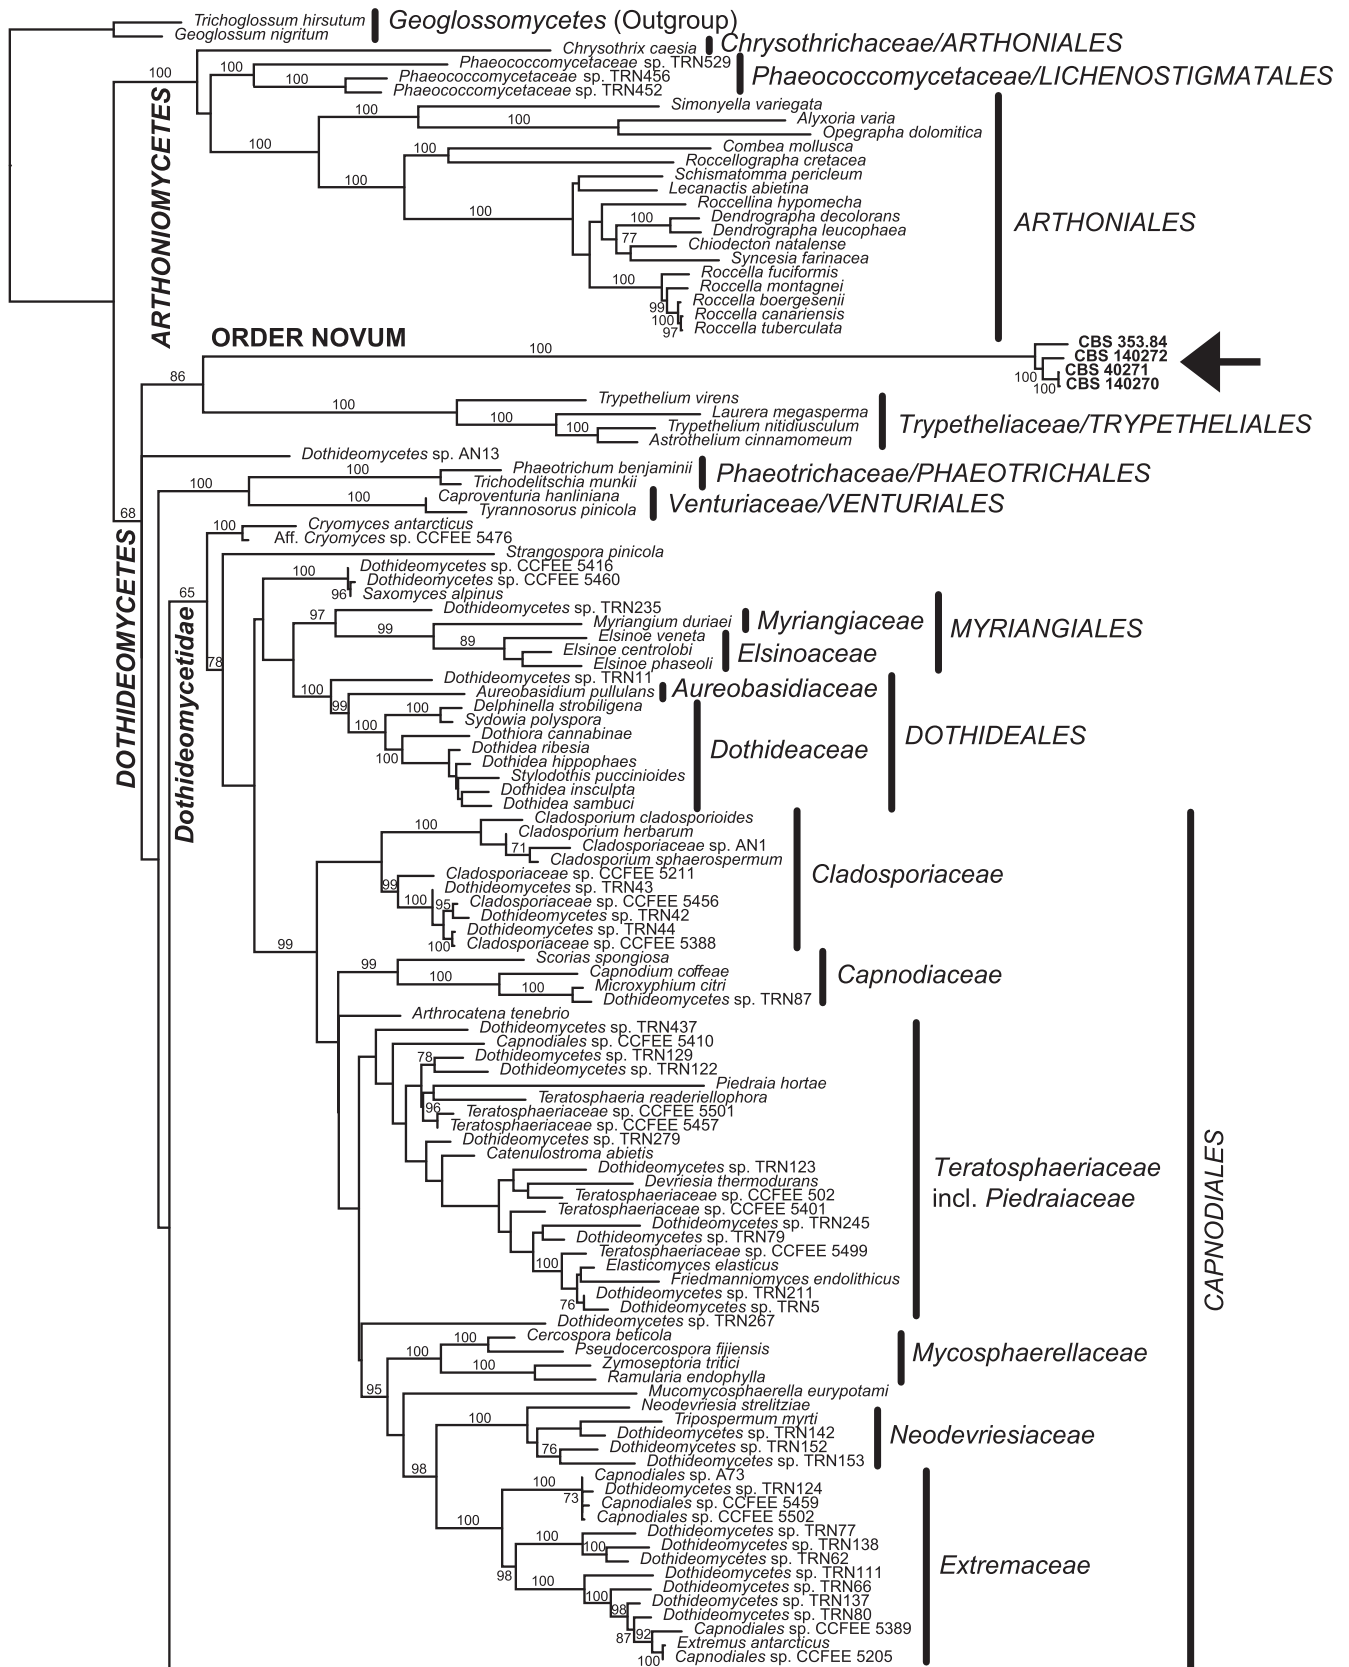 Trichoglossum hirsutum
Geoglossum nigritum
Geoglossomycetes (Outgroup)
Chrysothrix caesia
Chrysothrichaceae/ARTHONIALES
100
ARTHONIOMYCETES
100
Phaeococcomycetaceae sp. TRN529
100
Phaeococcomycetaceae sp. TRN456
Phaeococcomycetaceae sp. TRN452
Phaeococcomycetaceae/LICHENOSTIGMATALES
100
100
Simonyella variegata
100
Alyxoria varia
Opegrapha dolomitica
100
100
Combea mollusca
Roccellographa cretacea
100
Schismatomma pericleum
Lecanactis abietina
Roccellina hypomecha
100
Dendrographa decolorans
Dendrographa leucophaea
77
Chiodecton natalense
Syncesia farinacea
100
Roccella fuciformis
Roccella montagnei
99
Roccella boergesenii
100
Roccella canariensis
97
Roccella tuberculata
ARTHONIALES
ORDER NOVUM
100
CBS 353.84
CBS 140272
100
CBS 40271
100
CBS 140270
86
100
Trypethelium virens
100
Laurera megasperma
100
Trypethelium nitidiusculum
Astrothelium cinnamomeum
Trypetheliaceae/TRYPETHELIALES
68
DOTHIDEOMYCETES
Dothideomycetes sp. AN13
100
100
Phaeotrichum benjaminii
Trichodelitschia munkii
Phaeotrichaceae/PHAEOTRICHALES
100
Caproventuria hanliniana
Tyrannosorus pinicola
Venturiaceae/VENTURIALES
65
Dothideomycetidae
100
Cryomyces antarcticus
Aff. Cryomyces sp. CCFEE 5476
78
Strangospora pinicola
100
Dothideomycetes sp. CCFEE 5416
Dothideomycetes sp. CCFEE 5460
96
Saxomyces alpinus
97
Dothideomycetes sp. TRN235
99
Myriangium duriaei
Myriangiaceae
89
Elsinoe veneta
Elsinoe centrolobi
Elsinoe phaseoli
Elsinoaceae
MYRIANGIALES
100
Dothideomycetes sp. TRN11
99
Aureobasidium pullulans
Aureobasidiaceae
100
100
Delphinella strobiligena
Sydowia polyspora
100
Dothiora cannabinae
Dothidea ribesia
Dothidea hippophaes
Stylodothis puccinioides
Dothidea insculpta
Dothidea sambuci
Dothideaceae
DOTHIDEALES
99
100
Cladosporium cladosporioides
Cladosporium herbarum
71
Cladosporiaceae sp. AN1
Cladosporium sphaerospermum
99
Cladosporiaceae sp. CCFEE 5211
100
Dothideomycetes sp. TRN43
95
Cladosporiaceae sp. CCFEE 5456
Dothideomycetes sp. TRN42
Dothideomycetes sp. TRN44
100
Cladosporiaceae sp. CCFEE 5388
Cladosporiaceae
99
Scorias spongiosa
100
Capnodium coffeae
100
Microxyphium citri
Dothideomycetes sp. TRN87
Capnodiaceae
Arthrocatena tenebrio
Dothideomycetes sp. TRN437
Capnodiales sp. CCFEE 5410
78
Dothideomycetes sp. TRN129
Dothideomycetes sp. TRN122
Piedraia hortae
Teratosphaeria readeriellophora
96
Teratosphaeriaceae sp. CCFEE 5501
Teratosphaeriaceae sp. CCFEE 5457
Dothideomycetes sp. TRN279
Catenulostroma abietis
Dothideomycetes sp. TRN123
Devriesia thermodurans
Teratosphaeriaceae sp. CCFEE 502
Teratosphaeriaceae sp. CCFEE 5401
Dothideomycetes sp. TRN245
Dothideomycetes sp. TRN79
100
Teratosphaeriaceae sp. CCFEE 5499
Elasticomyces elasticus
Friedmanniomyces endolithicus
76
Dothideomycetes sp. TRN211
Dothideomycetes sp. TRN5
Teratosphaeriaceae
incl. Piedraiaceae
CAPNODIALES
Dothideomycetes sp. TRN267
95
100
100
Cercospora beticola
Pseudocercospora fijiensis
100
Zymoseptoria tritici
Ramularia endophylla
Mycosphaerellaceae
Mucomycosphaerella eurypotami
98
100
Neodevriesia strelitziae
Tripospermum myrti
Dothideomycetes sp. TRN142
76
Dothideomycetes sp. TRN152
Dothideomycetes sp. TRN153
Neodevriesiaceae
100
100
Capnodiales sp. A73
73
Dothideomycetes sp. TRN124
Capnodiales sp. CCFEE 5459
Capnodiales sp. CCFEE 5502
98
100
Dothideomycetes sp. TRN77
100
Dothideomycetes sp. TRN138
Dothideomycetes sp. TRN62
100
Dothideomycetes sp. TRN111
100
Dothideomycetes sp. TRN66
98
Dothideomycetes sp. TRN137
Dothideomycetes sp. TRN80
87
92
Capnodiales sp. CCFEE 5389
Extremus antarcticus
100
Capnodiales sp. CCFEE 5205
Extremaceae